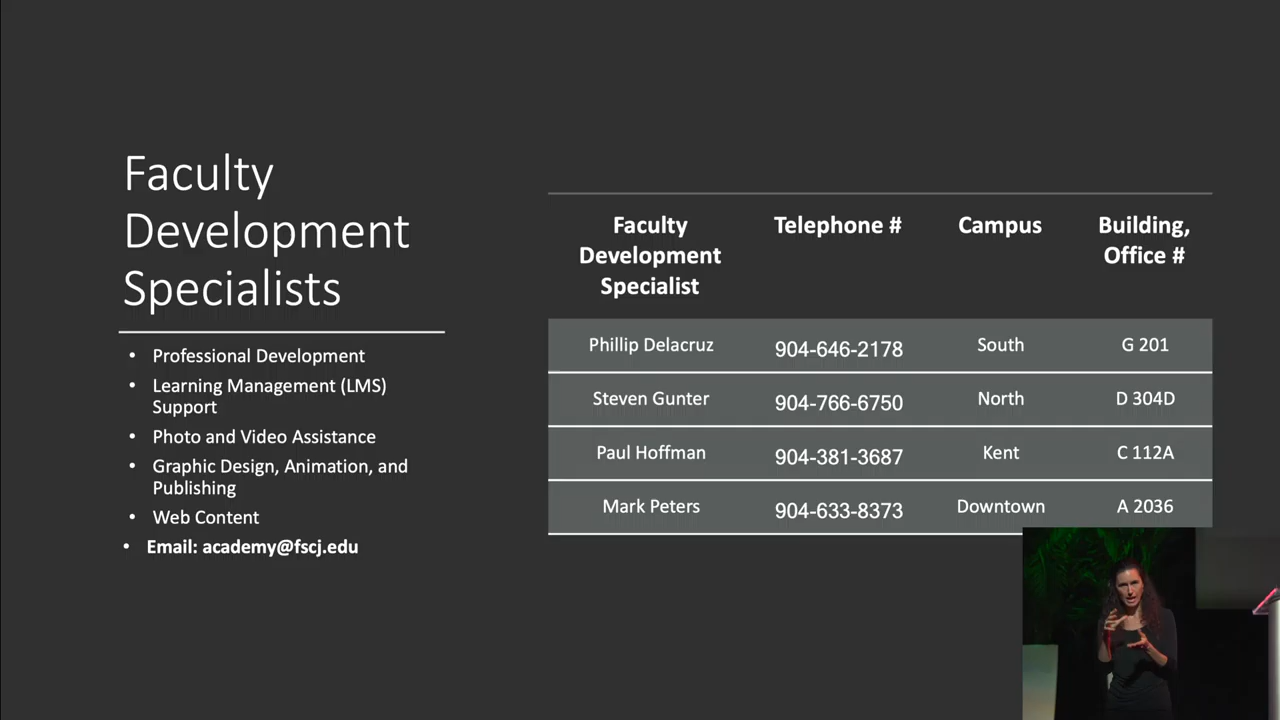 Faculty
Development
Specialists
• Professional Development
• Learning Management (LMS)
Support
• Photo and Video Assistance
• Graphic Design, Animation, and
Publishing
• Web Content
• Email: academy@fscj.edu
Faculty Development Specialist Telephone # Campus Building, Office #
Phillip Delacruz 904-646-2178 South G 201
Steven Gunter 904-766-6750 North D 304D
Paul Hoffman 904-381-3687 Kent C 112A
Mark Peters 904-633-8373 Downtown A 2036